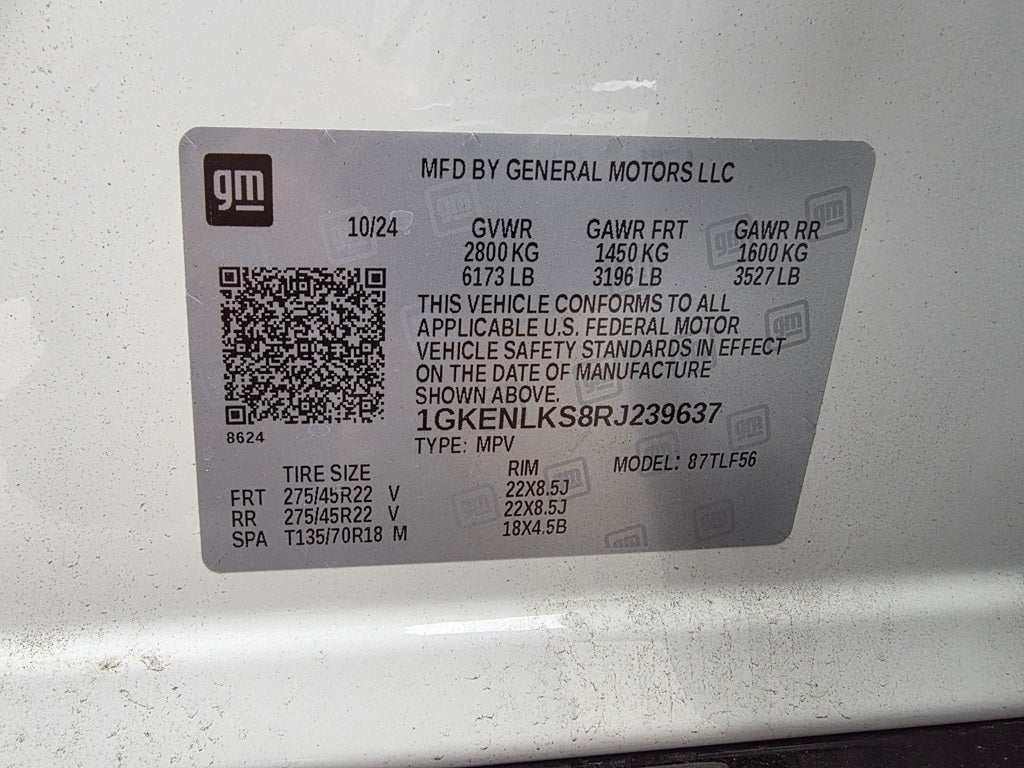 gm
MFD BY GENERAL MOTORS LLC
10/24 GVWR GAWR FRT GAWR RR
2800 KG 1450 KG 1600 KG
6173 LB 3196 LB 3527 LB
THIS VEHICLE CONFORMS TO ALL
APPLICABLE U.S. FEDERAL MOTOR
VEHICLE SAFETY STANDARDS IN EFFECT
ON THE DATE OF MANUFACTURE
SHOWN ABOVE.
1GKENLKS8RJ239637
8624
TYPE: MPV
TIRE SIZE RIM MODEL: 87TLF56
FRT 275/45R22 V 22X8.5J
RR 275/45R22 V 22X8.5J
SPA T135/70R18 M 18X4.5B